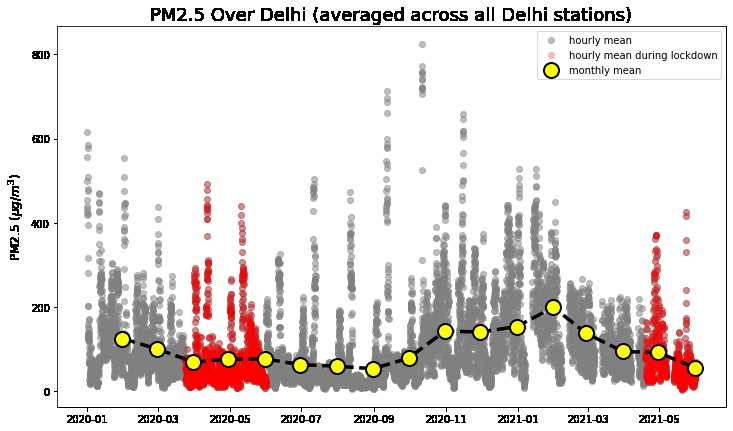 PM2.5 Over Delhi (averaged across all Delhi stations)
hourly mean
hourly mean during lockdown
monthly mean
PM2.5 (μg/m³)
800
600
400
200
0
2020-01 2020-03 2020-05 2020-07 2020-09 2020-11 2021-01 2021-03 2021-05